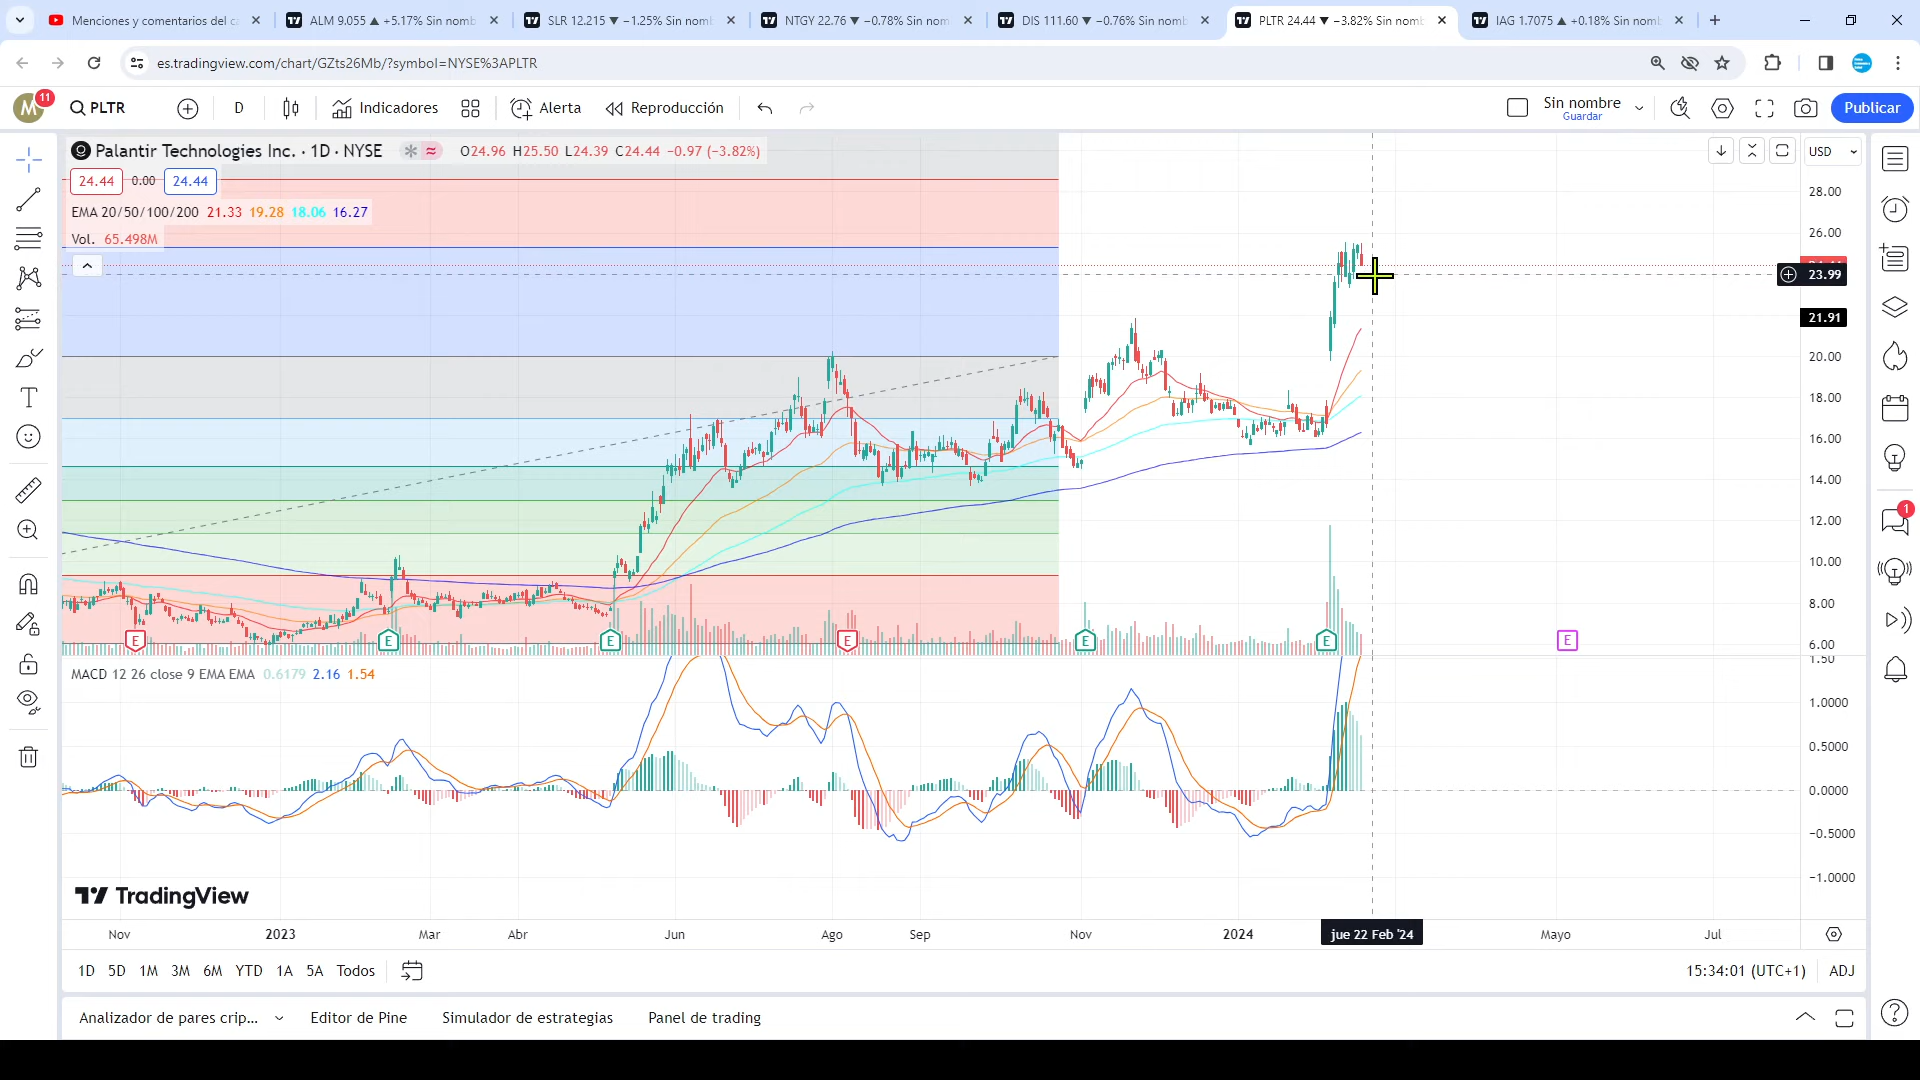 Menciones y comentarios del c
ALM 9.055 ▲ +5.17% Sin nomb
SLR 12.215 ▼ −1.25% Sin nomb
NTGY 22.76 ▼ −0.78% Sin nom
DIS 111.60 ▼ −0.76% Sin nomb
PLTR 24.44 ▼ −3.82% Sin nomb
IAG 1.7075 ▲ +0.18% Sin nomb
es.tradingview.com/chart/GZts26Mb/?symbol=NYSE%3APLTR
M 11 PLTR D Indicadores Alerta Reproducción Sin nombre Guardar Publicar
Palantir Technologies Inc. · 1D · NYSE O24.96 H25.50 L24.39 C24.44 −0.97 (−3.82%) USD
24.44 0.00 24.44
28.00
EMA 20/50/100/200 21.33 19.28 18.06 16.27
26.00
Vol. 65.498M
23.99
21.91
20.00
18.00
16.00
14.00
12.00
10.00
8.00
6.00
E E E E E E E
1
1.50
MACD 12 26 close 9 EMA EMA 0.6179 2.16 1.54
1.0000
0.5000
0.0000
−0.5000
−1.0000
TradingView
Nov 2023 Mar Abr Jun Ago Sep Nov 2024 jue 22 Feb '24 Mayo Jul
1D 5D 1M 3M 6M YTD 1A 5A Todos 15:34:01 (UTC+1) ADJ
Analizador de pares crip... Editor de Pine Simulador de estrategias Panel de trading